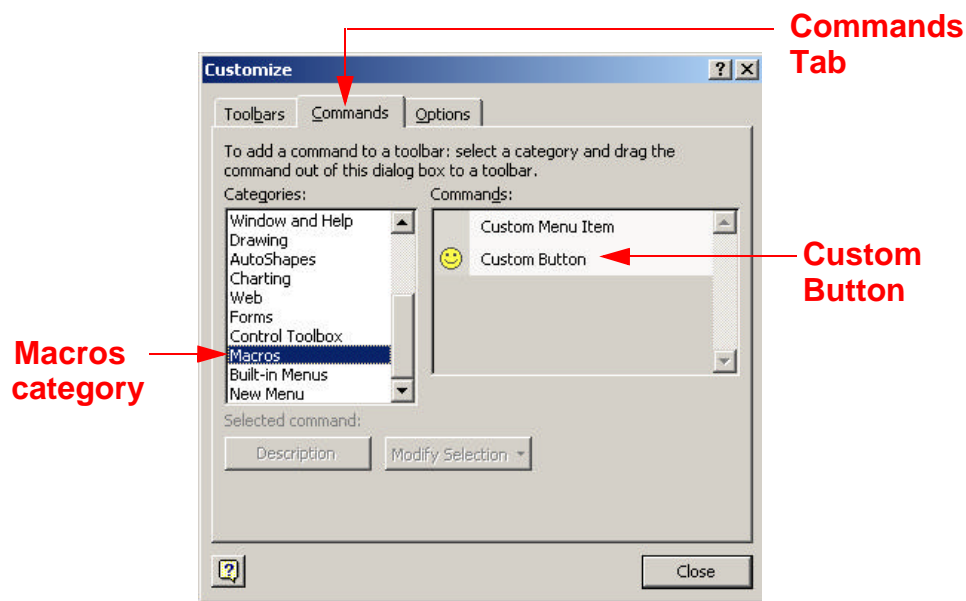 Commands
Tab
Customize
Toolbars Commands Options
To add a command to a toolbar: select a category and drag the
command out of this dialog box to a toolbar.
Categories: Commands:
Window and Help
Drawing
AutoShapes
Charting
Web
Forms
Control Toolbox
Macros
Built-in Menus
New Menu
Custom Menu Item
Custom Button
Custom
Button
Macros
category
Selected command:
Description Modify Selection
Close